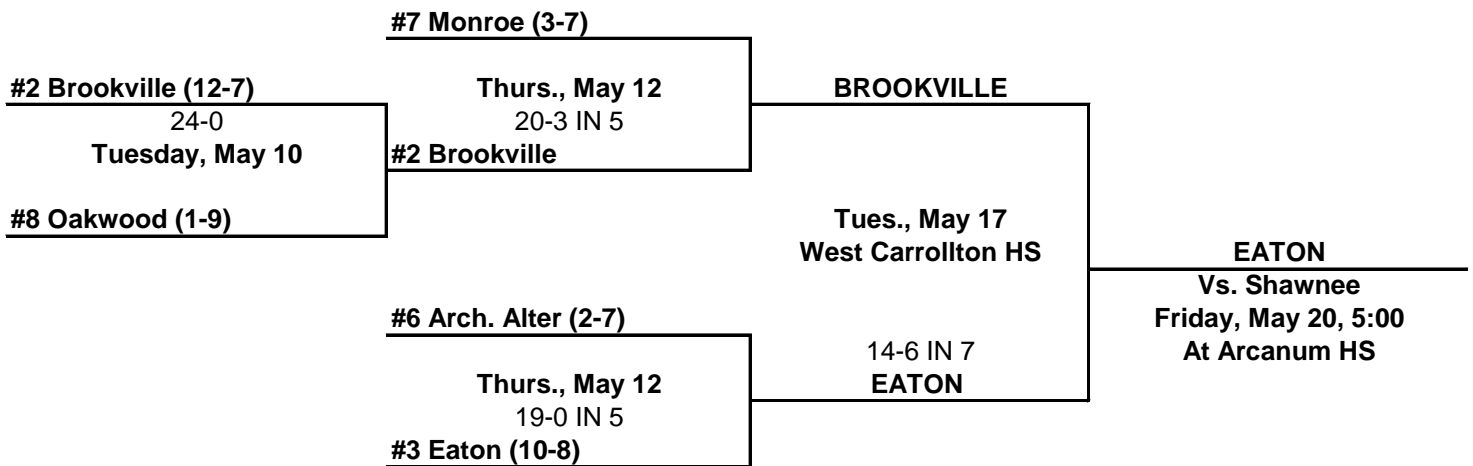 #7 Monroe (3-7)
#2 Brookville (12-7)
Thurs., May 12
BROOKVILLE
24-0
20-3 IN 5
Tuesday, May 10
#2 Brookville
#8 Oakwood (1-9)
Tues., May 17
West Carrollton HS
EATON
Vs. Shawnee
#6 Arch. Alter (2-7)
Friday, May 20, 5:00
14-6 IN 7
At Arcanum HS
Thurs., May 12
EATON
19-0 IN 5
#3 Eaton (10-8)